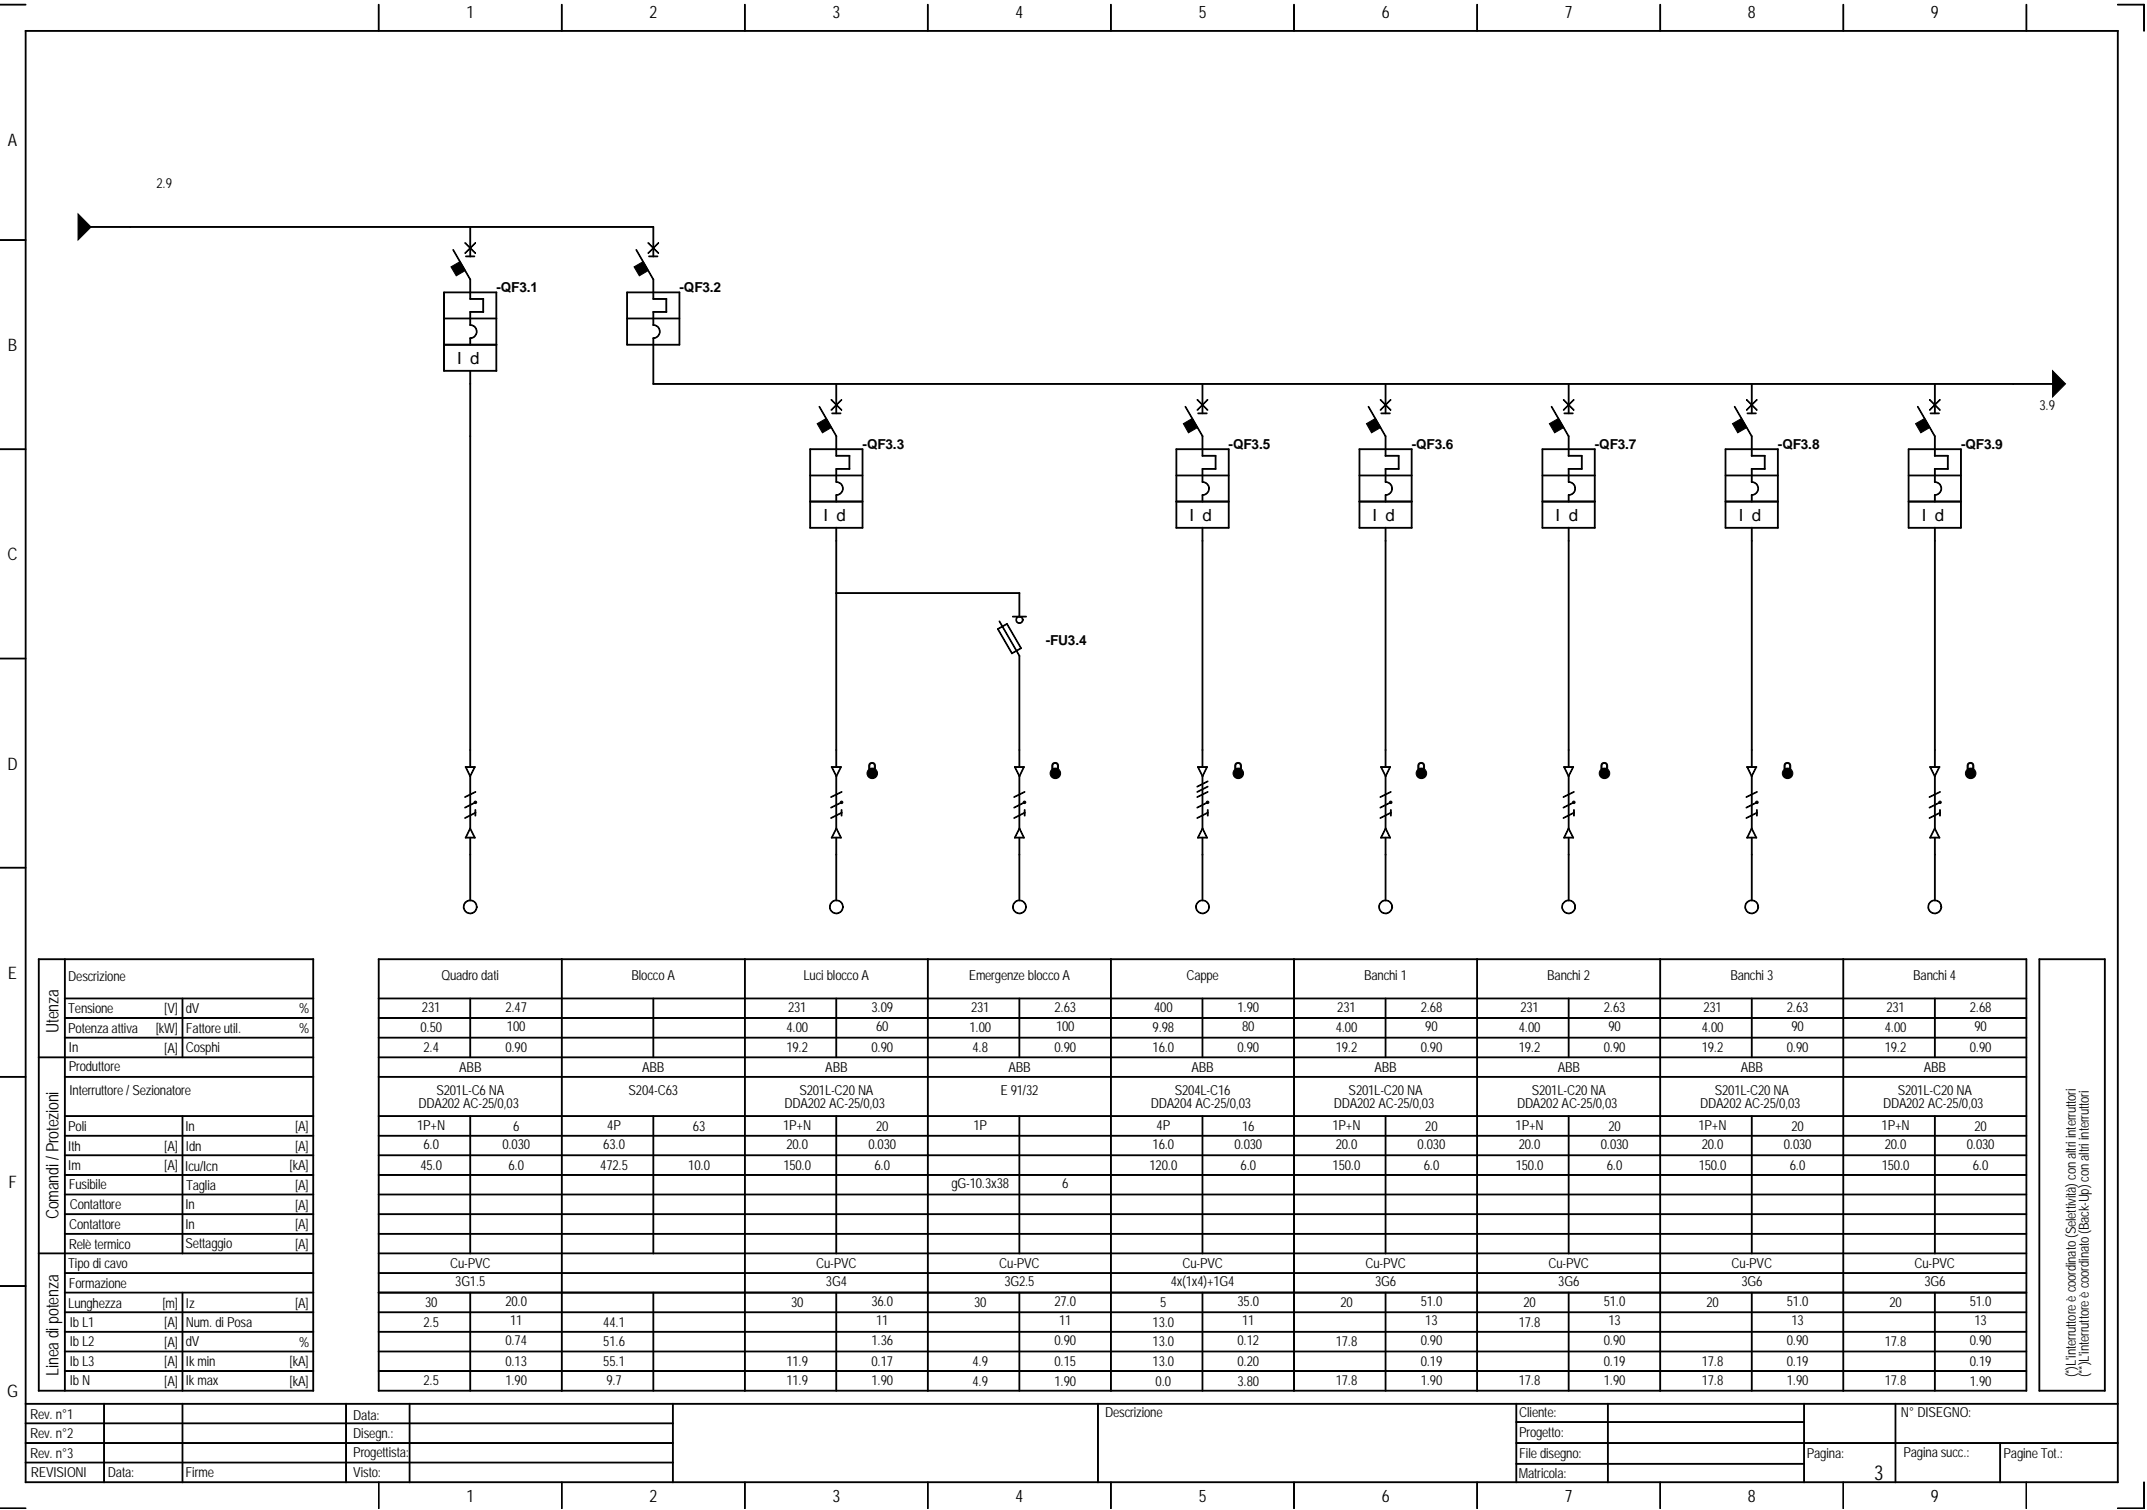 1 2 3 4 5 6 7 8 9
A
2.9
-QF3.1 -QF3.2
I d
B
3.9
-QF3.3 -QF3.5 -QF3.6 -QF3.7 -QF3.8 -QF3.9
I d I d I d I d I d I d
C
-FU3.4
D
E
Utenza
Descrizione Quadro dati Blocco A Luci blocco A Emergenze blocco A Cappe Banchi 1 Banchi 2 Banchi 3 Banchi 4
Tensione [V] dV % 231 2.47 231 3.09 231 2.63 400 1.90 231 2.68 231 2.63 231 2.63 231 2.68
Potenza attiva [kW] Fattore util. % 0.50 100 4.00 60 1.00 100 9.98 80 4.00 90 4.00 90 4.00 90 4.00 90
In [A] Cosphi 2.4 0.90 19.2 0.90 4.8 0.90 16.0 0.90 19.2 0.90 19.2 0.90 19.2 0.90 19.2 0.90
Comandi / Protezioni
Produttore ABB ABB ABB ABB ABB ABB ABB ABB ABB
Interruttore / Sezionatore S201L-C6 NA S204-C63 S201L-C20 NA E 91/32 S204L-C16 S201L-C20 NA S201L-C20 NA S201L-C20 NA S201L-C20 NA
DDA202 AC-25/0,03 DDA202 AC-25/0,03 DDA204 AC-25/0,03 DDA202 AC-25/0,03 DDA202 AC-25/0,03 DDA202 AC-25/0,03 DDA202 AC-25/0,03
Poli In [A] 1P+N 6 4P 63 1P+N 20 1P 4P 16 1P+N 20 1P+N 20 1P+N 20 1P+N 20
Ith [A] Idn [A] 6.0 0.030 63.0 20.0 0.030 16.0 0.030 20.0 0.030 20.0 0.030 20.0 0.030 20.0 0.030
Im [A] Icu/Icn [kA] 45.0 6.0 472.5 10.0 150.0 6.0 120.0 6.0 150.0 6.0 150.0 6.0 150.0 6.0 150.0 6.0
F
Fusibile Taglia [A] gG-10.3x38 6
Contattore In [A]
Contattore In [A]
Relè termico Settaggio [A]
Linea di potenza
Tipo di cavo Cu-PVC Cu-PVC Cu-PVC Cu-PVC Cu-PVC Cu-PVC Cu-PVC Cu-PVC
Formazione 3G1.5 3G4 3G2.5 4x(1x4)+1G4 3G6 3G6 3G6 3G6
Lunghezza [m] Iz [A] 30 20.0 30 36.0 30 27.0 5 35.0 20 51.0 20 51.0 20 51.0 20 51.0
Ib L1 [A] Num. di Posa 2.5 11 44.1 11 11 13.0 11 13 17.8 13 13 13
Ib L2 [A] dV % 0.74 51.6 1.36 0.90 13.0 0.12 17.8 0.90 0.90 0.90 17.8 0.90
Ib L3 [A] Ik min [kA] 0.13 55.1 11.9 0.17 4.9 0.15 13.0 0.20 0.19 0.19 17.8 0.19 0.19
Ib N [A] Ik max [kA] 2.5 1.90 9.7 11.9 1.90 4.9 1.90 0.0 3.80 17.8 1.90 17.8 1.90 17.8 1.90 17.8 1.90
G
(*)L'interruttore è coordinato (Selettività) con altri interruttori
(**)L'interruttore è coordinato (Back-Up) con altri interruttori
Rev. n°1 Data: Descrizione Cliente: N° DISEGNO:
Rev. n°2 Disegn.: Progetto:
Rev. n°3 Progettista: File disegno: Pagina: Pagina succ.: Pagine Tot.:
REVISIONI Data: Firme Visto: Matricola: 3
1 2 3 4 5 6 7 8 9